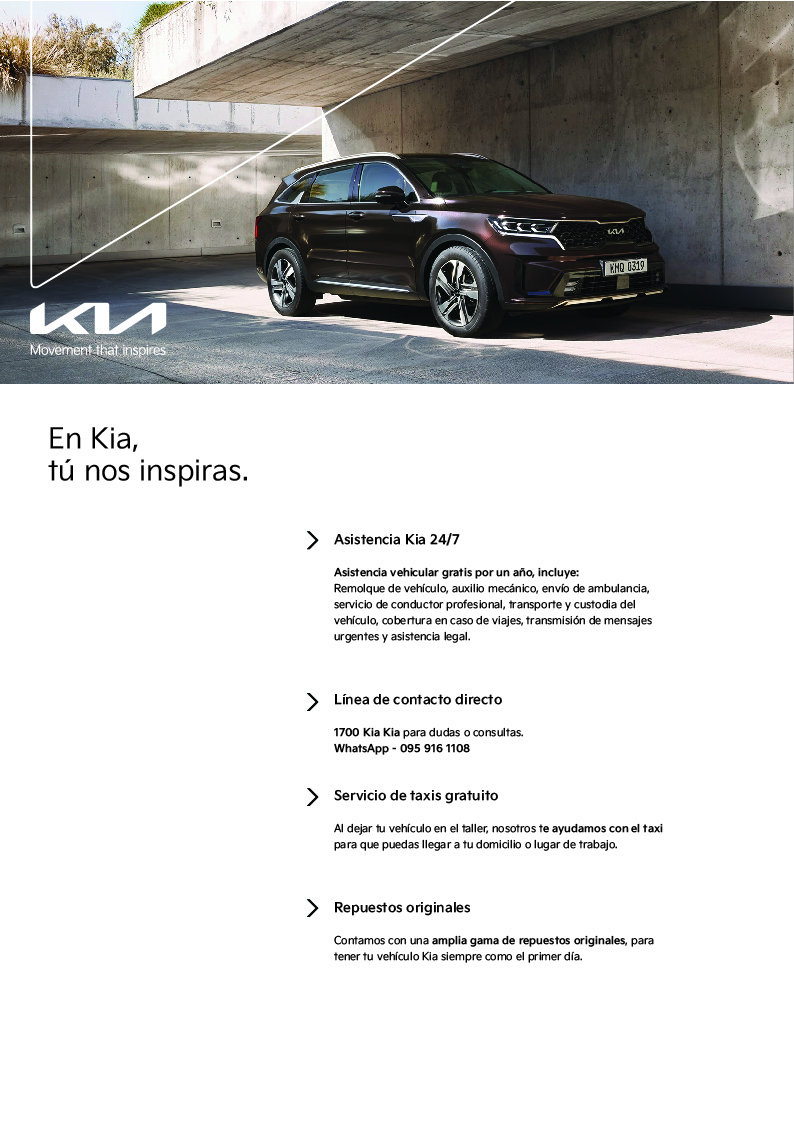 KIA
Movement that inspires
KIA
KHQ 0319
En Kia,
tú nos inspiras.
Asistencia Kia 24/7
Asistencia vehicular gratis por un año, incluye:
Remolque de vehículo, auxilio mecánico, envío de ambulancia,
servicio de conductor profesional, transporte y custodia del
vehículo, cobertura en caso de viajes, transmisión de mensajes
urgentes y asistencia legal.
Línea de contacto directo
1700 Kia Kia para dudas o consultas.
WhatsApp - 095 916 1108
Servicio de taxis gratuito
Al dejar tu vehículo en el taller, nosotros te ayudamos con el taxi
para que puedas llegar a tu domicilio o lugar de trabajo.
Repuestos originales
Contamos con una amplia gama de repuestos originales, para
tener tu vehículo Kia siempre como el primer día.